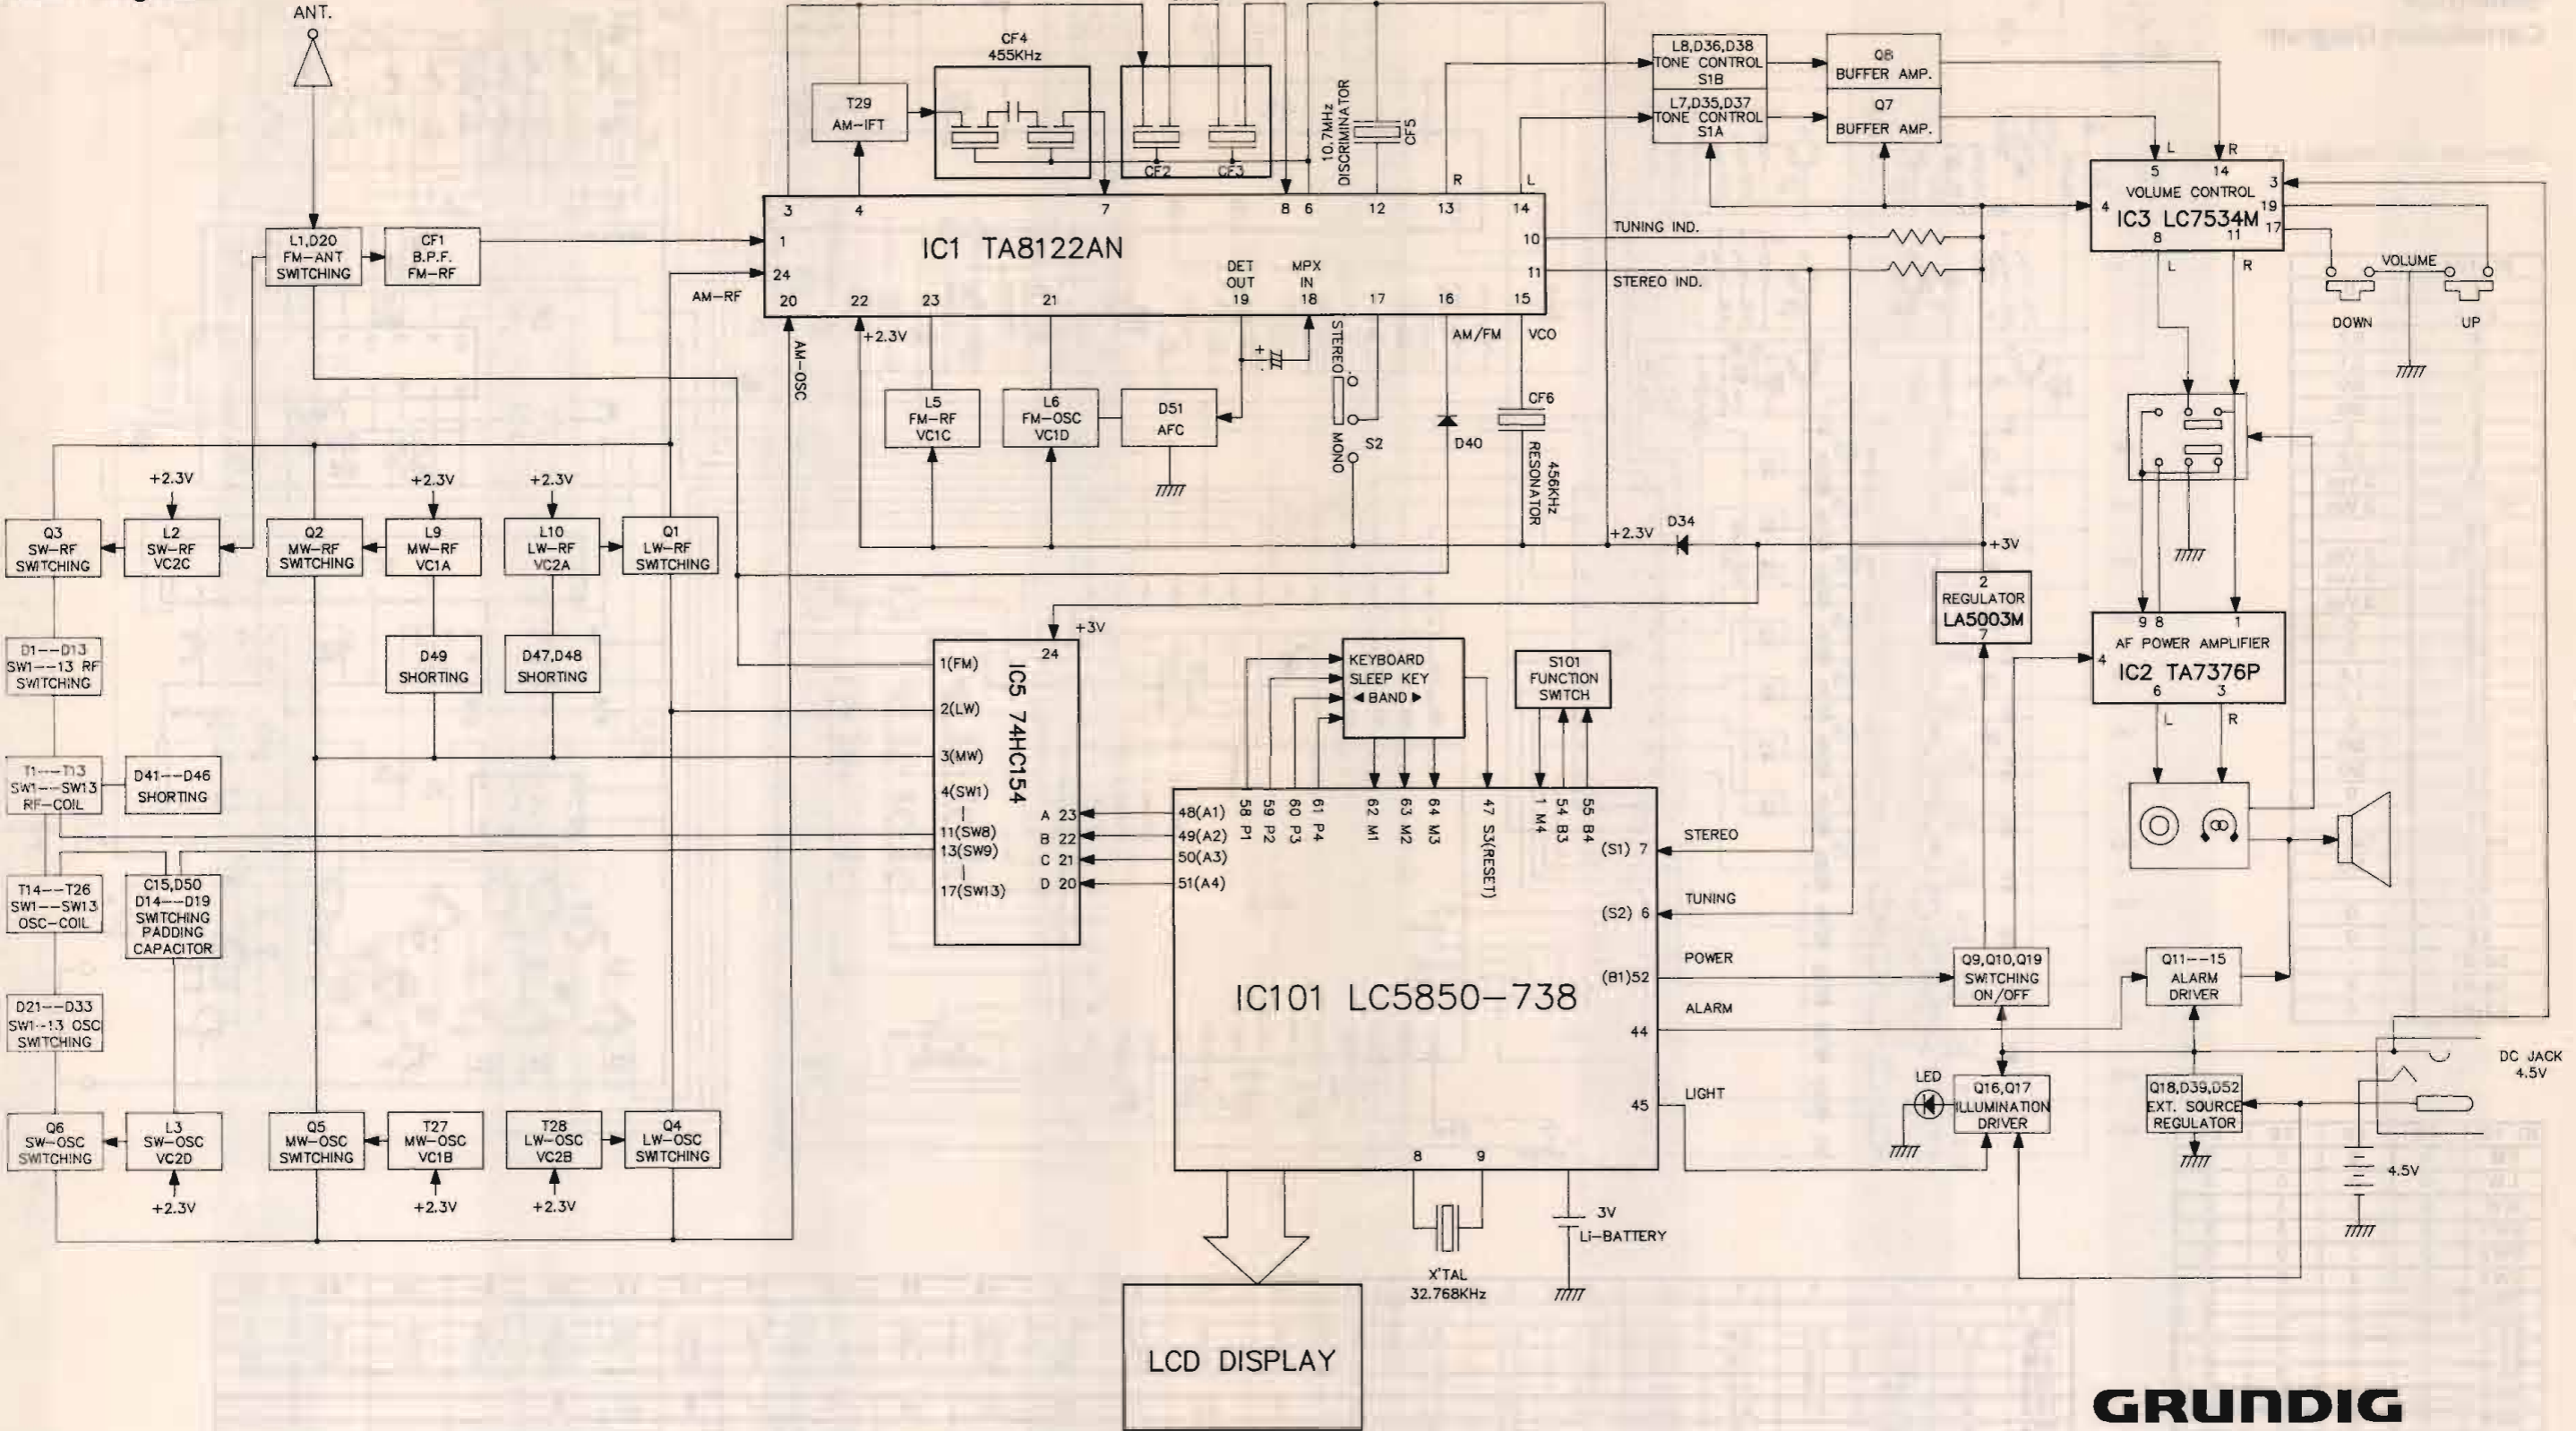 ANT.
CF4
455KHz
T29
AM-IFT
CF2
CF3
10.7MHz
DISCRIMINATOR
CF5
L8,D36,D38
TONE CONTROL
S1B
Q8
BUFFER AMP.
L7,D35,D37
TONE CONTROL
S1A
Q7
BUFFER AMP.
R
L
L
R
3 4 7 8 6 12 13 14
1
24
AM-RF
IC1 TA8122AN
DET
OUT
MPX
IN
10
11
20 22 23 21 19 18 17 16 15
TUNING IND.
STEREO IND.
5 14
3
VOLUME CONTROL
19
4
IC3 LC7534M
17
8 11
L
R
VOLUME
DOWN
UP
L1,D20
FM-ANT
SWITCHING
CF1
B.P.F.
FM-RF
AM-OSC
+2.3V
L5
FM-RF
VC1C
L6
FM-OSC
VC1D
D51
AFC
+
STEREO
MONO
S2
AM/FM
D40
VCO
CF6
456KHz
RESONATOR
+2.3V
D34
+3V
+2.3V
+2.3V
+2.3V
Q3
SW-RF
SWITCHING
L2
SW-RF
VC2C
Q2
MW-RF
SWITCHING
L9
MW-RF
VC1A
L10
LW-RF
VC2A
Q1
LW-RF
SWITCHING
D1--D13
SW1--13 RF
SWITCHING
D49
SHORTING
D47,D48
SHORTING
T1--T13
SW1--SW13
RF-COIL
D41--D46
SHORTING
T14--T26
SW1--SW13
OSC-COIL
C15,D50
D14--D19
SWITCHING
PADDING
CAPACITOR
D21--D33
SW1--13 OSC
SWITCHING
Q6
SW-OSC
SWITCHING
L3
SW-OSC
VC2D
Q5
MW-OSC
SWITCHING
T27
MW-OSC
VC1B
T28
LW-OSC
VC2B
Q4
LW-OSC
SWITCHING
+2.3V
+2.3V
+2.3V
+3V
24
1(FM)
2(LW)
3(MW)
4(SW1)
11(SW8)
13(SW9)
17(SW13)
IC5 74HC154
A 23
B 22
C 21
D 20
KEYBOARD
SLEEP KEY
◄ BAND ►
S101
FUNCTION
SWITCH
48(A1)
49(A2)
50(A3)
51(A4)
58 P1
59 P2
60 P3
61 P4
62 M1
63 M2
64 M3
47 S3(RESET)
1 M4
54 B3
55 B4
(S1) 7
STEREO
(S2) 6
TUNING
(B1)52
POWER
IC101 LC5850-738
44
ALARM
45
LIGHT
8 9
X'TAL
32.768KHz
3V
Li-BATTERY
LCD DISPLAY
2
REGULATOR
LA5003M
7
9 8 1
AF POWER AMPLIFIER
4
IC2 TA7376P
6 3
L
R
Q9,Q10,Q19
SWITCHING
ON/OFF
Q11--15
ALARM
DRIVER
LED
Q16,Q17
ILLUMINATION
DRIVER
Q18,D39,D52
EXT. SOURCE
REGULATOR
DC JACK
4.5V
4.5V
GRUNDIG